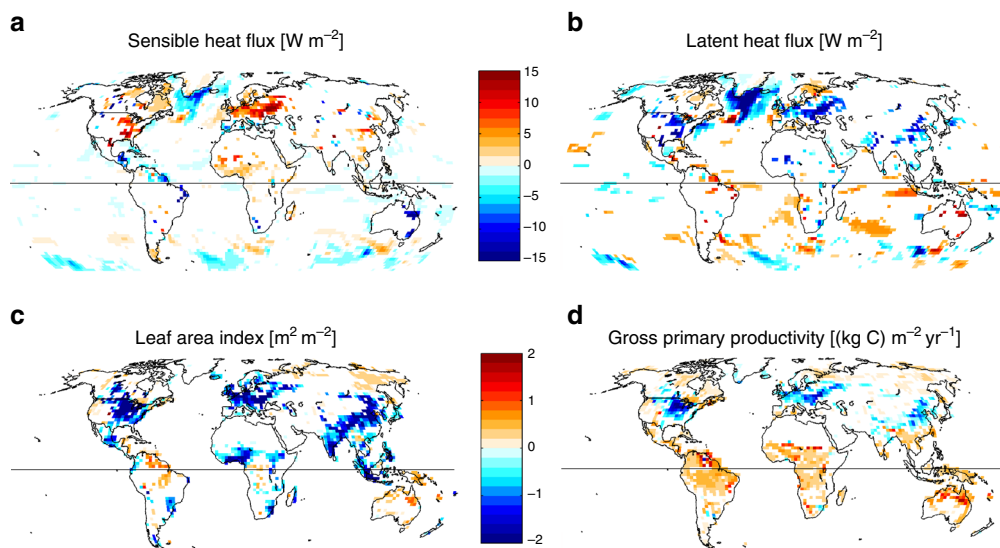 a
Sensible heat flux [W m⁻²]
b
Latent heat flux [W m⁻²]
15
10
5
0
−5
−10
−15
c
Leaf area index [m² m⁻²]
d
Gross primary productivity [(kg C) m⁻² yr⁻¹]
2
1
0
−1
−2